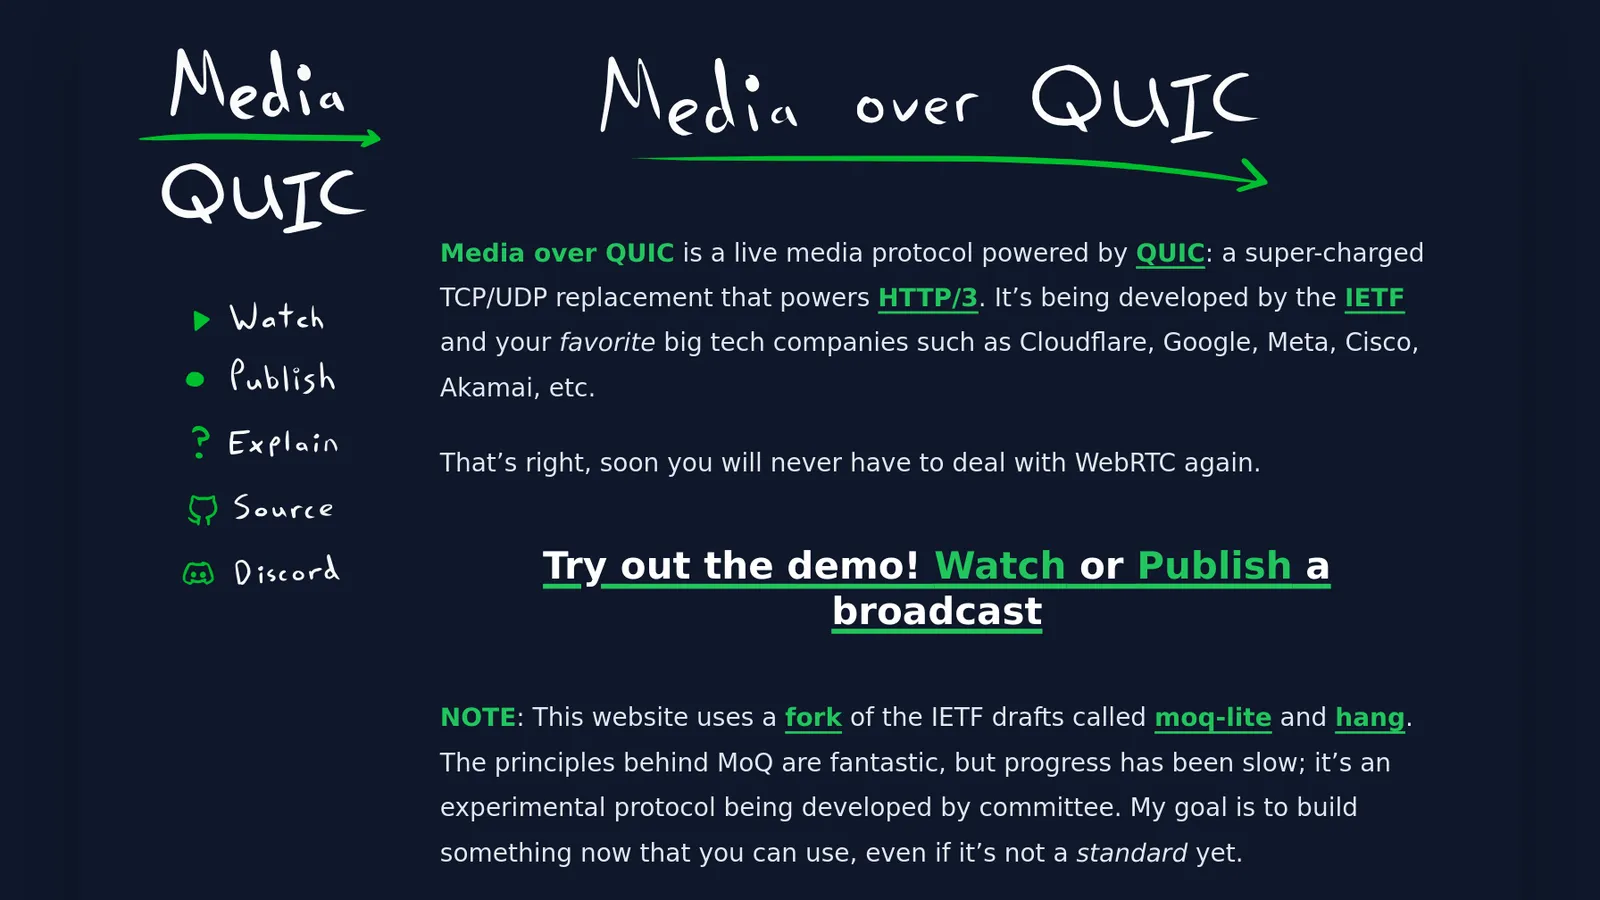 Media
QUIC
Watch
Publish
Explain
Source
Discord
Media over QUIC
Media over QUIC is a live media protocol powered by QUIC: a super-charged
TCP/UDP replacement that powers HTTP/3. It’s being developed by the IETF
and your favorite big tech companies such as Cloudflare, Google, Meta, Cisco,
Akamai, etc.
That’s right, soon you will never have to deal with WebRTC again.
Try out the demo! Watch or Publish a
broadcast
NOTE: This website uses a fork of the IETF drafts called moq-lite and hang.
The principles behind MoQ are fantastic, but progress has been slow; it’s an
experimental protocol being developed by committee. My goal is to build
something now that you can use, even if it’s not a standard yet.